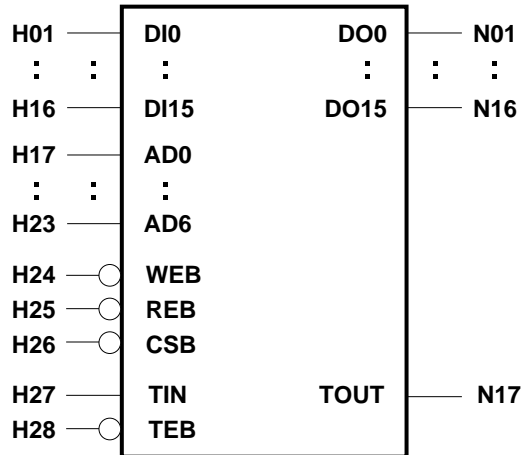 H01 DI0 DO0 N01
: : : : : :
H16 DI15 DO15 N16
H17 AD0
: : :
H23 AD6
H24 WEB
H25 REB
H26 CSB
H27 TIN TOUT N17
H28 TEB